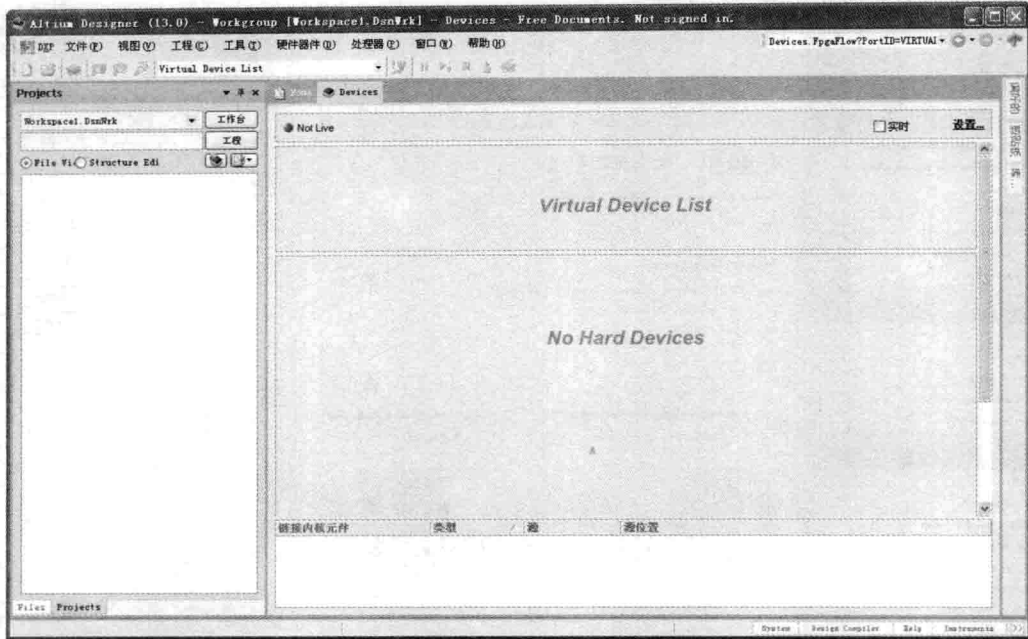 Altium Designer (13.0) - Workgroup [Workspace1.DsnWrk] - Devices - Free Documents. Not signed in.
DXP 文件(F) 视图(V) 工程(C) 工具(T) 硬件器件(D) 处理器(P) 窗口(W) 帮助(H) Devices.FpgaFlow?PortID=VIRTUAL
Virtual Device List
Projects
Devices
Workspace1.DsnWrk 工作台
工程
File Vi Structure Edi
Not Live 实时 设置...
Virtual Device List
No Hard Devices
链接内核元件 类型 源 源位置
Files Projects
System Design Compiler Help Instruments